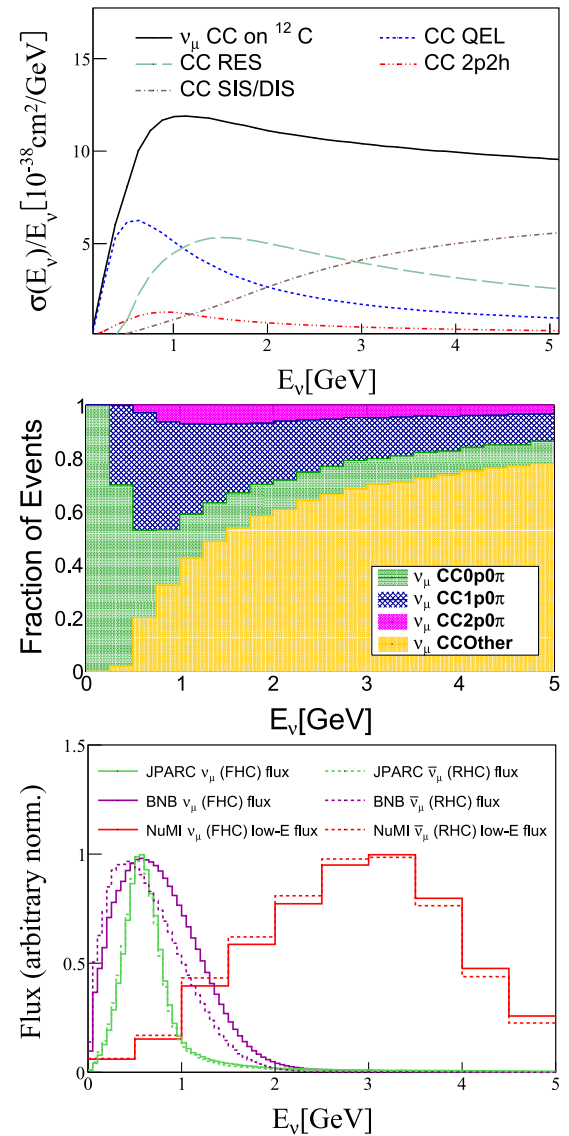 ν_μ CC on ¹² C
CC QEL
CC RES
CC 2p2h
CC SIS/DIS
σ(E_ν)/E_ν [10⁻³⁸cm²/GeV]
15
10
5
1 2 3 4 5
E_ν[GeV]
Fraction of Events
1
0.8
0.6
0.4
0.2
0
ν_μ CC0p0π
ν_μ CC1p0π
ν_μ CC2p0π
ν_μ CCOther
0 1 2 3 4 5
E_ν[GeV]
Flux (arbitrary norm.)
1.5
1
0.5
0
JPARC ν_μ (FHC) flux
JPARC ν̅_μ (RHC) flux
BNB ν_μ (FHC) flux
BNB ν̅_μ (RHC) flux
NuMI ν_μ (FHC) low-E flux
NuMI ν̅_μ (RHC) low-E flux
0 1 2 3 4 5
E_ν[GeV]